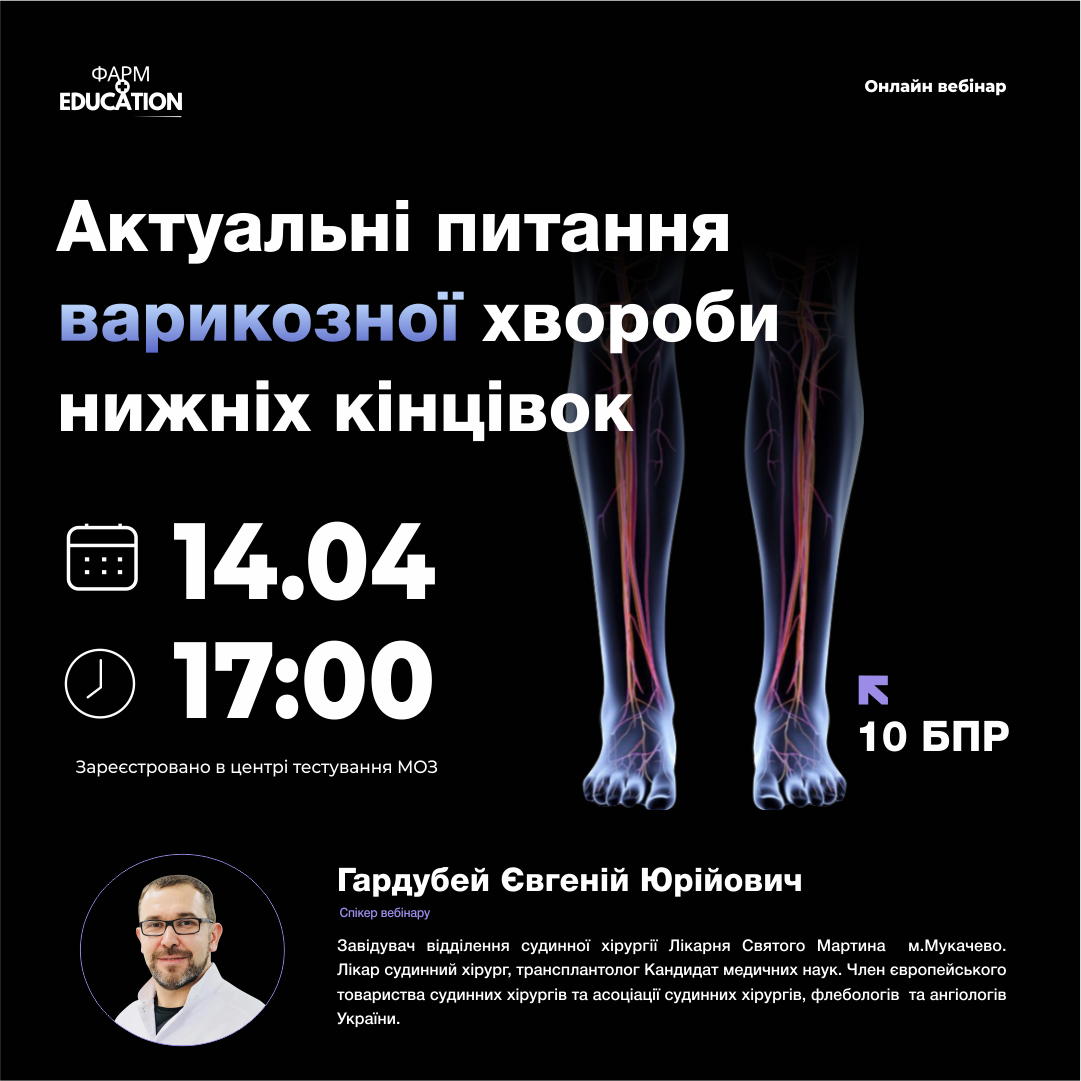 ФАРМ
EDUCATION
Онлайн вебінар
Актуальні питання
варикозної хвороби
нижніх кінцівок
14.04
17:00
Зареєстровано в центрі тестування МОЗ
10 БПР
Гардубей Євгеній Юрійович
Спікер вебінару
Завідувач відділення судинної хірургії Лікарня Святого Мартина м.Мукачево.
Лікар судинний хірург, трансплантолог Кандидат медичних наук. Член європейського
товариства судинних хірургів та асоціації судинних хірургів, флебологів та ангіологів
України.